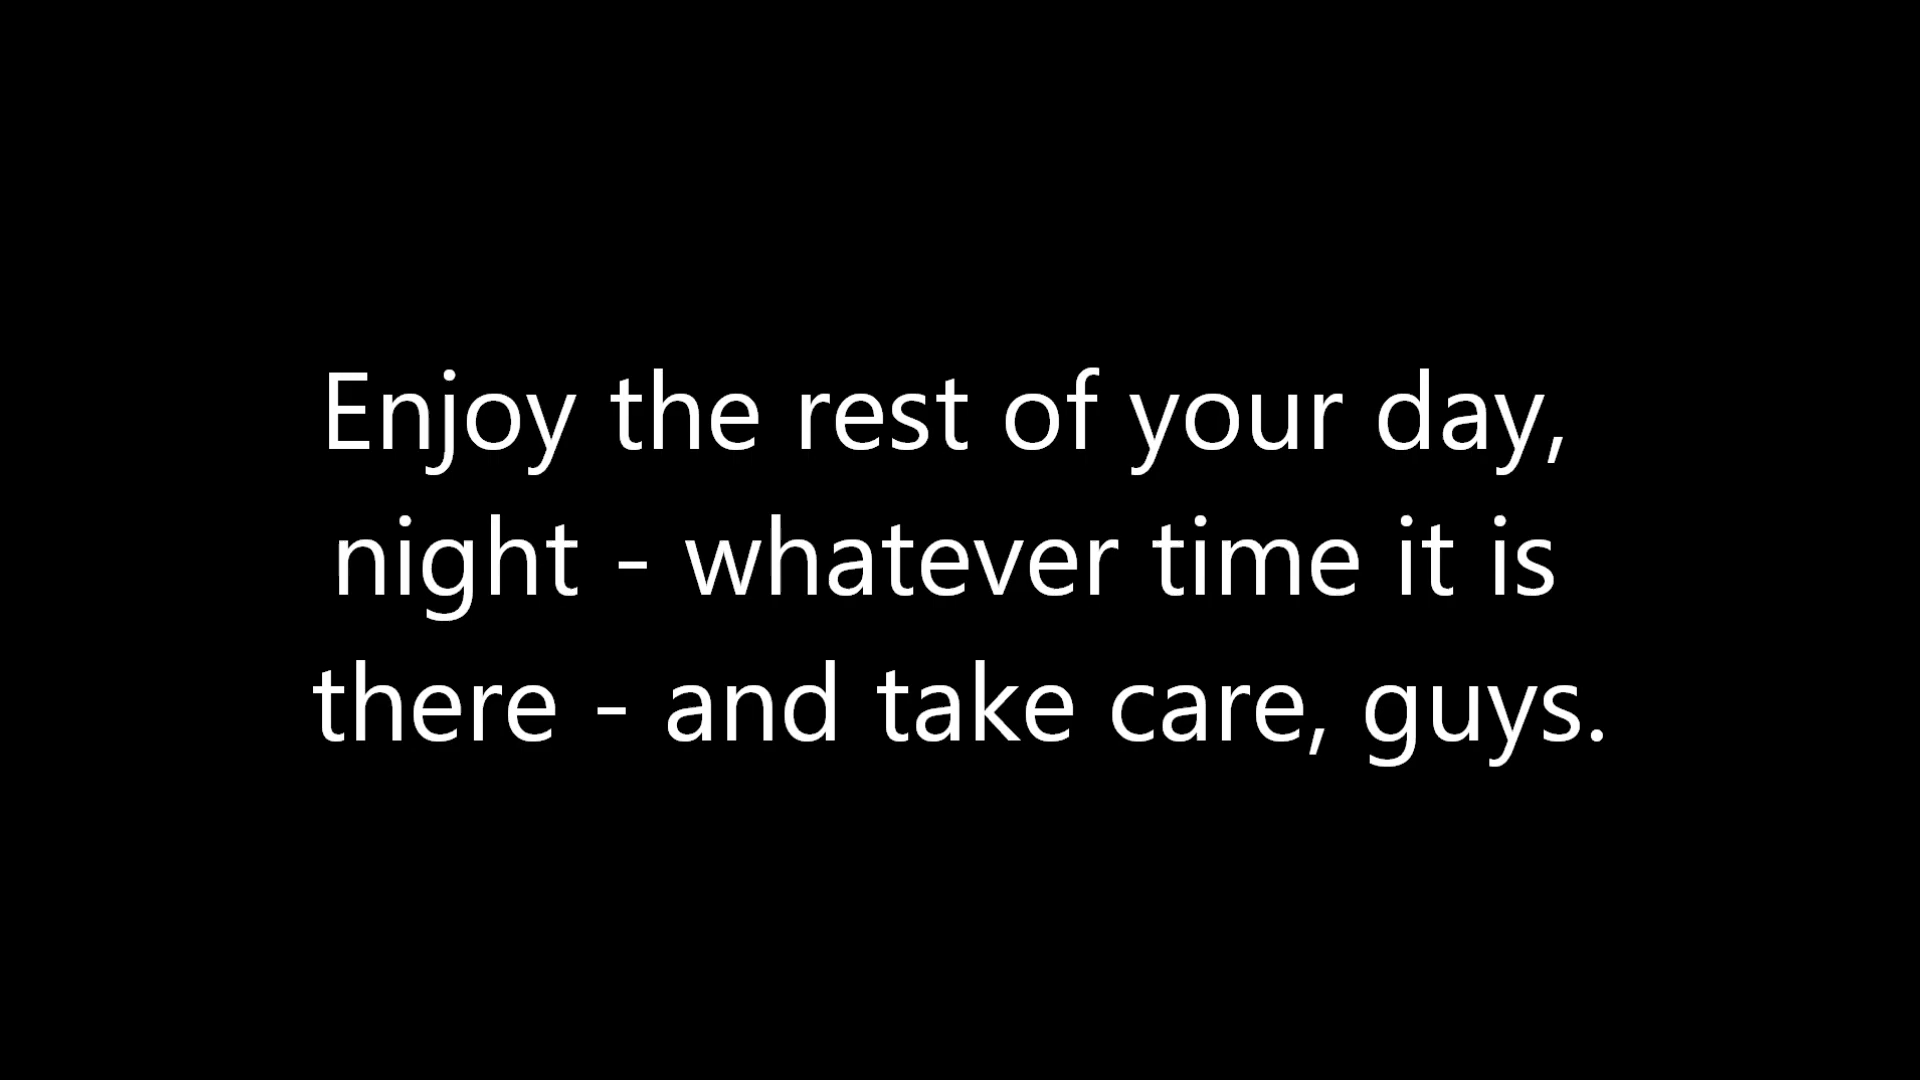 Enjoy the rest of your day,
night - whatever time it is
there - and take care, guys.